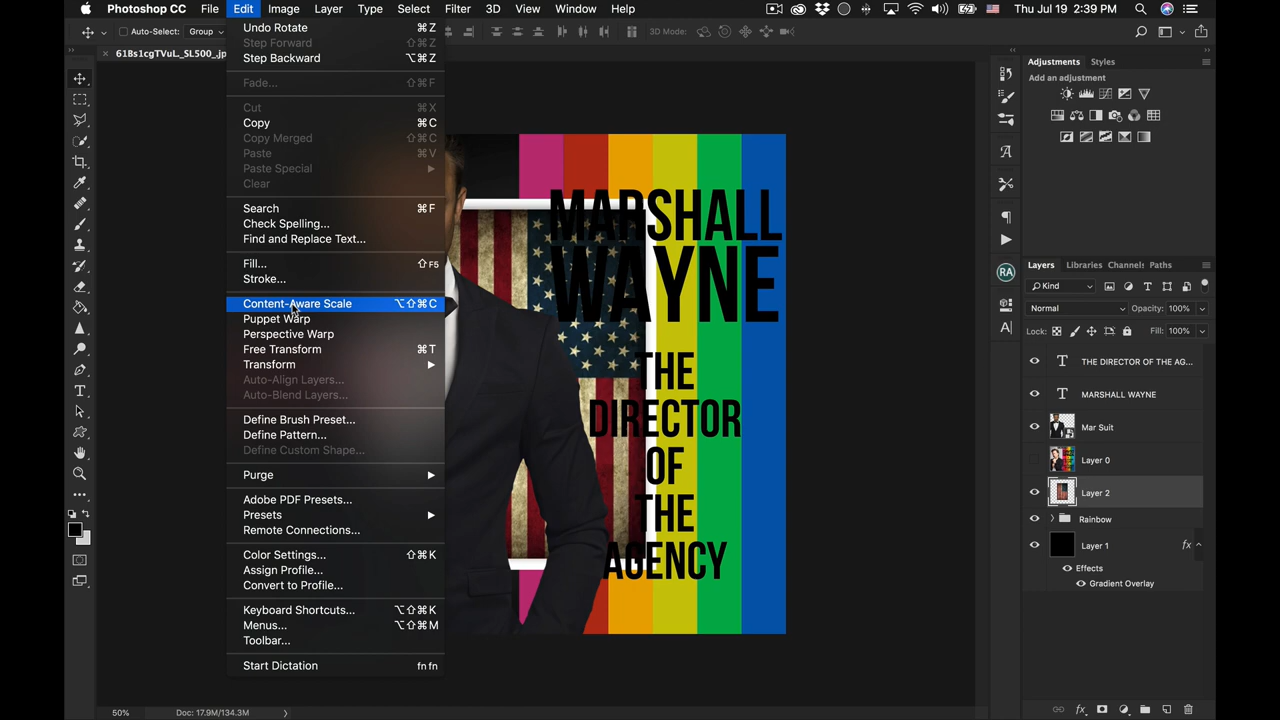 Photoshop CC File Edit Image Layer Type Select Filter 3D View Window Help Thu Jul 19 2:39 PM
Auto-Select: Group 3D Mode:
61Bs1cgTVuL._SL500_.jp
Undo Rotate ⌘Z
Step Forward ⇧⌘Z
Step Backward ⌥⌘Z
Fade... ⇧⌘F
Cut ⌘X
Copy ⌘C
Copy Merged ⇧⌘C
Paste ⌘V
Paste Special
Clear
Search ⌘F
Check Spelling...
Find and Replace Text...
Fill... ⇧F5
Stroke...
Content-Aware Scale ⌥⇧⌘C
Puppet Warp
Perspective Warp
Free Transform ⌘T
Transform
Auto-Align Layers...
Auto-Blend Layers...
Define Brush Preset...
Define Pattern...
Define Custom Shape...
Purge
Adobe PDF Presets...
Presets
Remote Connections...
Color Settings... ⇧⌘K
Assign Profile...
Convert to Profile...
Keyboard Shortcuts... ⌥⇧⌘K
Menus... ⌥⇧⌘M
Toolbar...
Start Dictation fn fn
MARSHALL
WAYNE
THE
DIRECTOR
OF
THE
AGENCY
RA
Adjustments Styles
Add an adjustment
Layers Libraries Channels Paths
Kind
Normal Opacity: 100%
Lock: Fill: 100%
THE DIRECTOR OF THE AG...
MARSHALL WAYNE
Mar Suit
Layer 0
Layer 2
Rainbow
Layer 1 fx
Effects
Gradient Overlay
50% Doc: 17.9M/134.3M